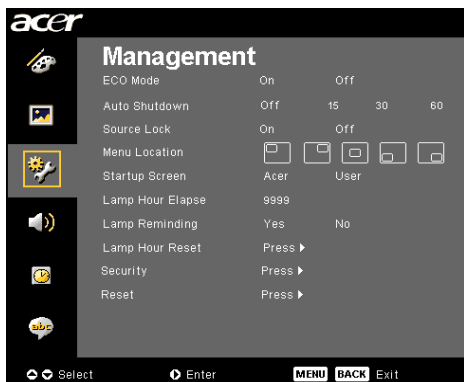 acer
Management
ECO Mode On Off
Auto Shutdown Off 15 30 60
Source Lock On Off
Menu Location
Startup Screen Acer User
Lamp Hour Elapse 9999
Lamp Reminding Yes No
Lamp Hour Reset Press
Security Press
Reset Press
abc
Select Enter MENU BACK Exit